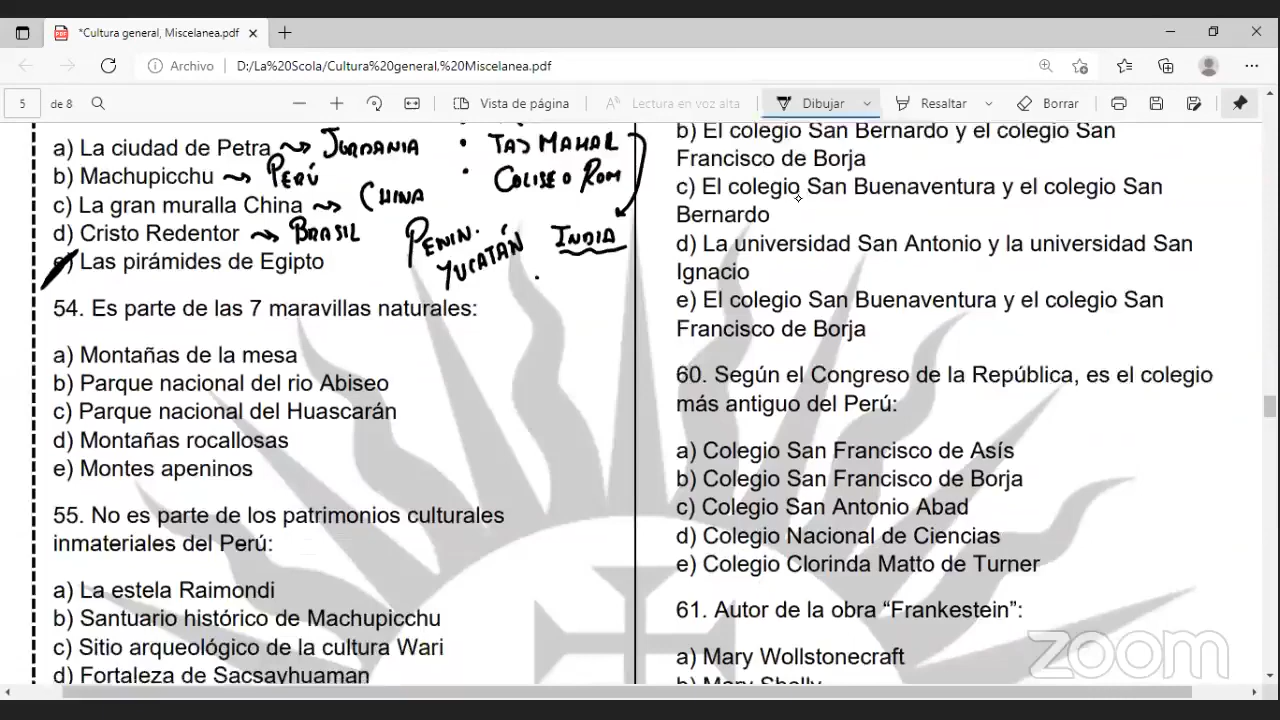 *Cultura general, Miscelanea.pdf
Archivo
D:/La%20Scola/Cultura%20general,%20Miscelanea.pdf
5 de 8
Vista de página
Lectura en voz alta
Dibujar
Resaltar
Borrar
a) La ciudad de Petra JORDANIA
b) Machupicchu PERÚ
c) La gran muralla China CHINA
d) Cristo Redentor BRASIL
e) Las pirámides de Egipto
• TAJ MAHAL
• COLISEO ROM
PENIN.
YUCATÁN
INDIA
54. Es parte de las 7 maravillas naturales:
a) Montañas de la mesa
b) Parque nacional del rio Abiseo
c) Parque nacional del Huascarán
d) Montañas rocallosas
e) Montes apeninos
55. No es parte de los patrimonios culturales
inmateriales del Perú:
a) La estela Raimondi
b) Santuario histórico de Machupicchu
c) Sitio arqueológico de la cultura Wari
d) Fortaleza de Sacsayhuaman
b) El colegio San Bernardo y el colegio San
Francisco de Borja
c) El colegio San Buenaventura y el colegio San
Bernardo
d) La universidad San Antonio y la universidad San
Ignacio
e) El colegio San Buenaventura y el colegio San
Francisco de Borja
60. Según el Congreso de la República, es el colegio
más antiguo del Perú:
a) Colegio San Francisco de Asís
b) Colegio San Francisco de Borja
c) Colegio San Antonio Abad
d) Colegio Nacional de Ciencias
e) Colegio Clorinda Matto de Turner
61. Autor de la obra “Frankestein”:
a) Mary Wollstonecraft
b) Mary Shelly
zoom